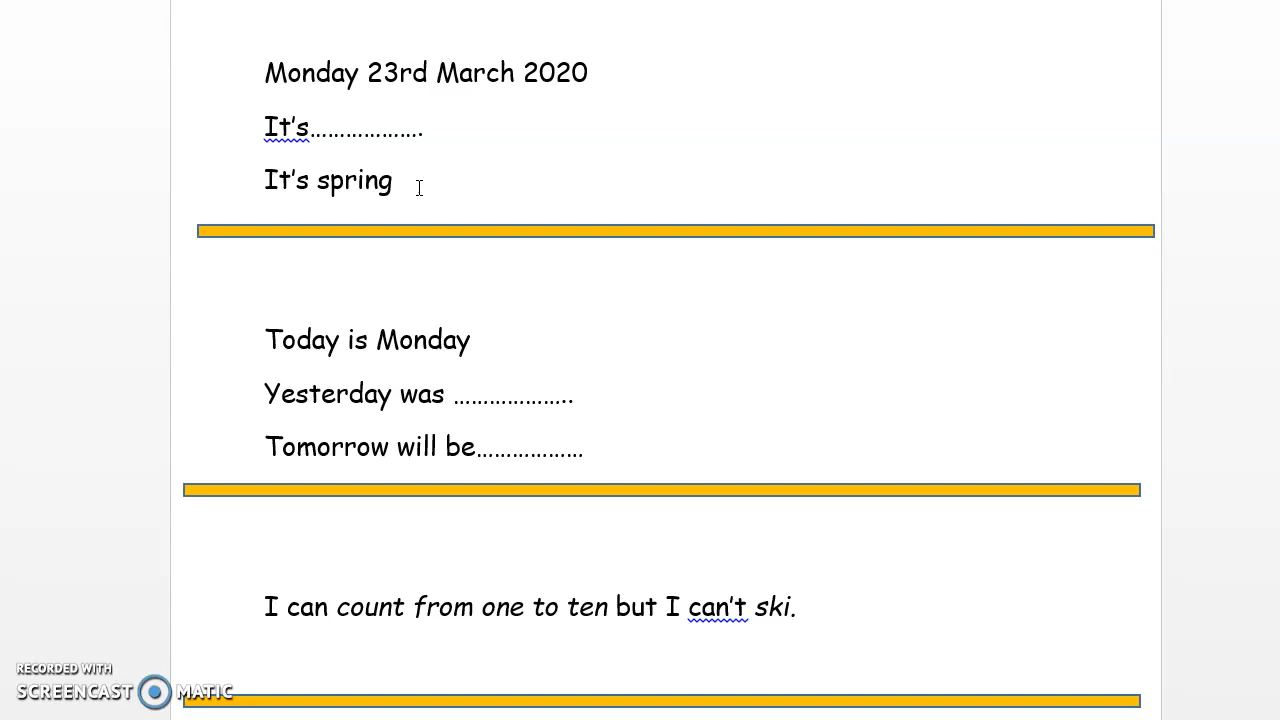 Monday 23rd March 2020
It's……………….
It's spring
Today is Monday
Yesterday was ………………..
Tomorrow will be………………
I can count from one to ten but I can't ski.
RECORDED WITH
SCREENCAST MATIC